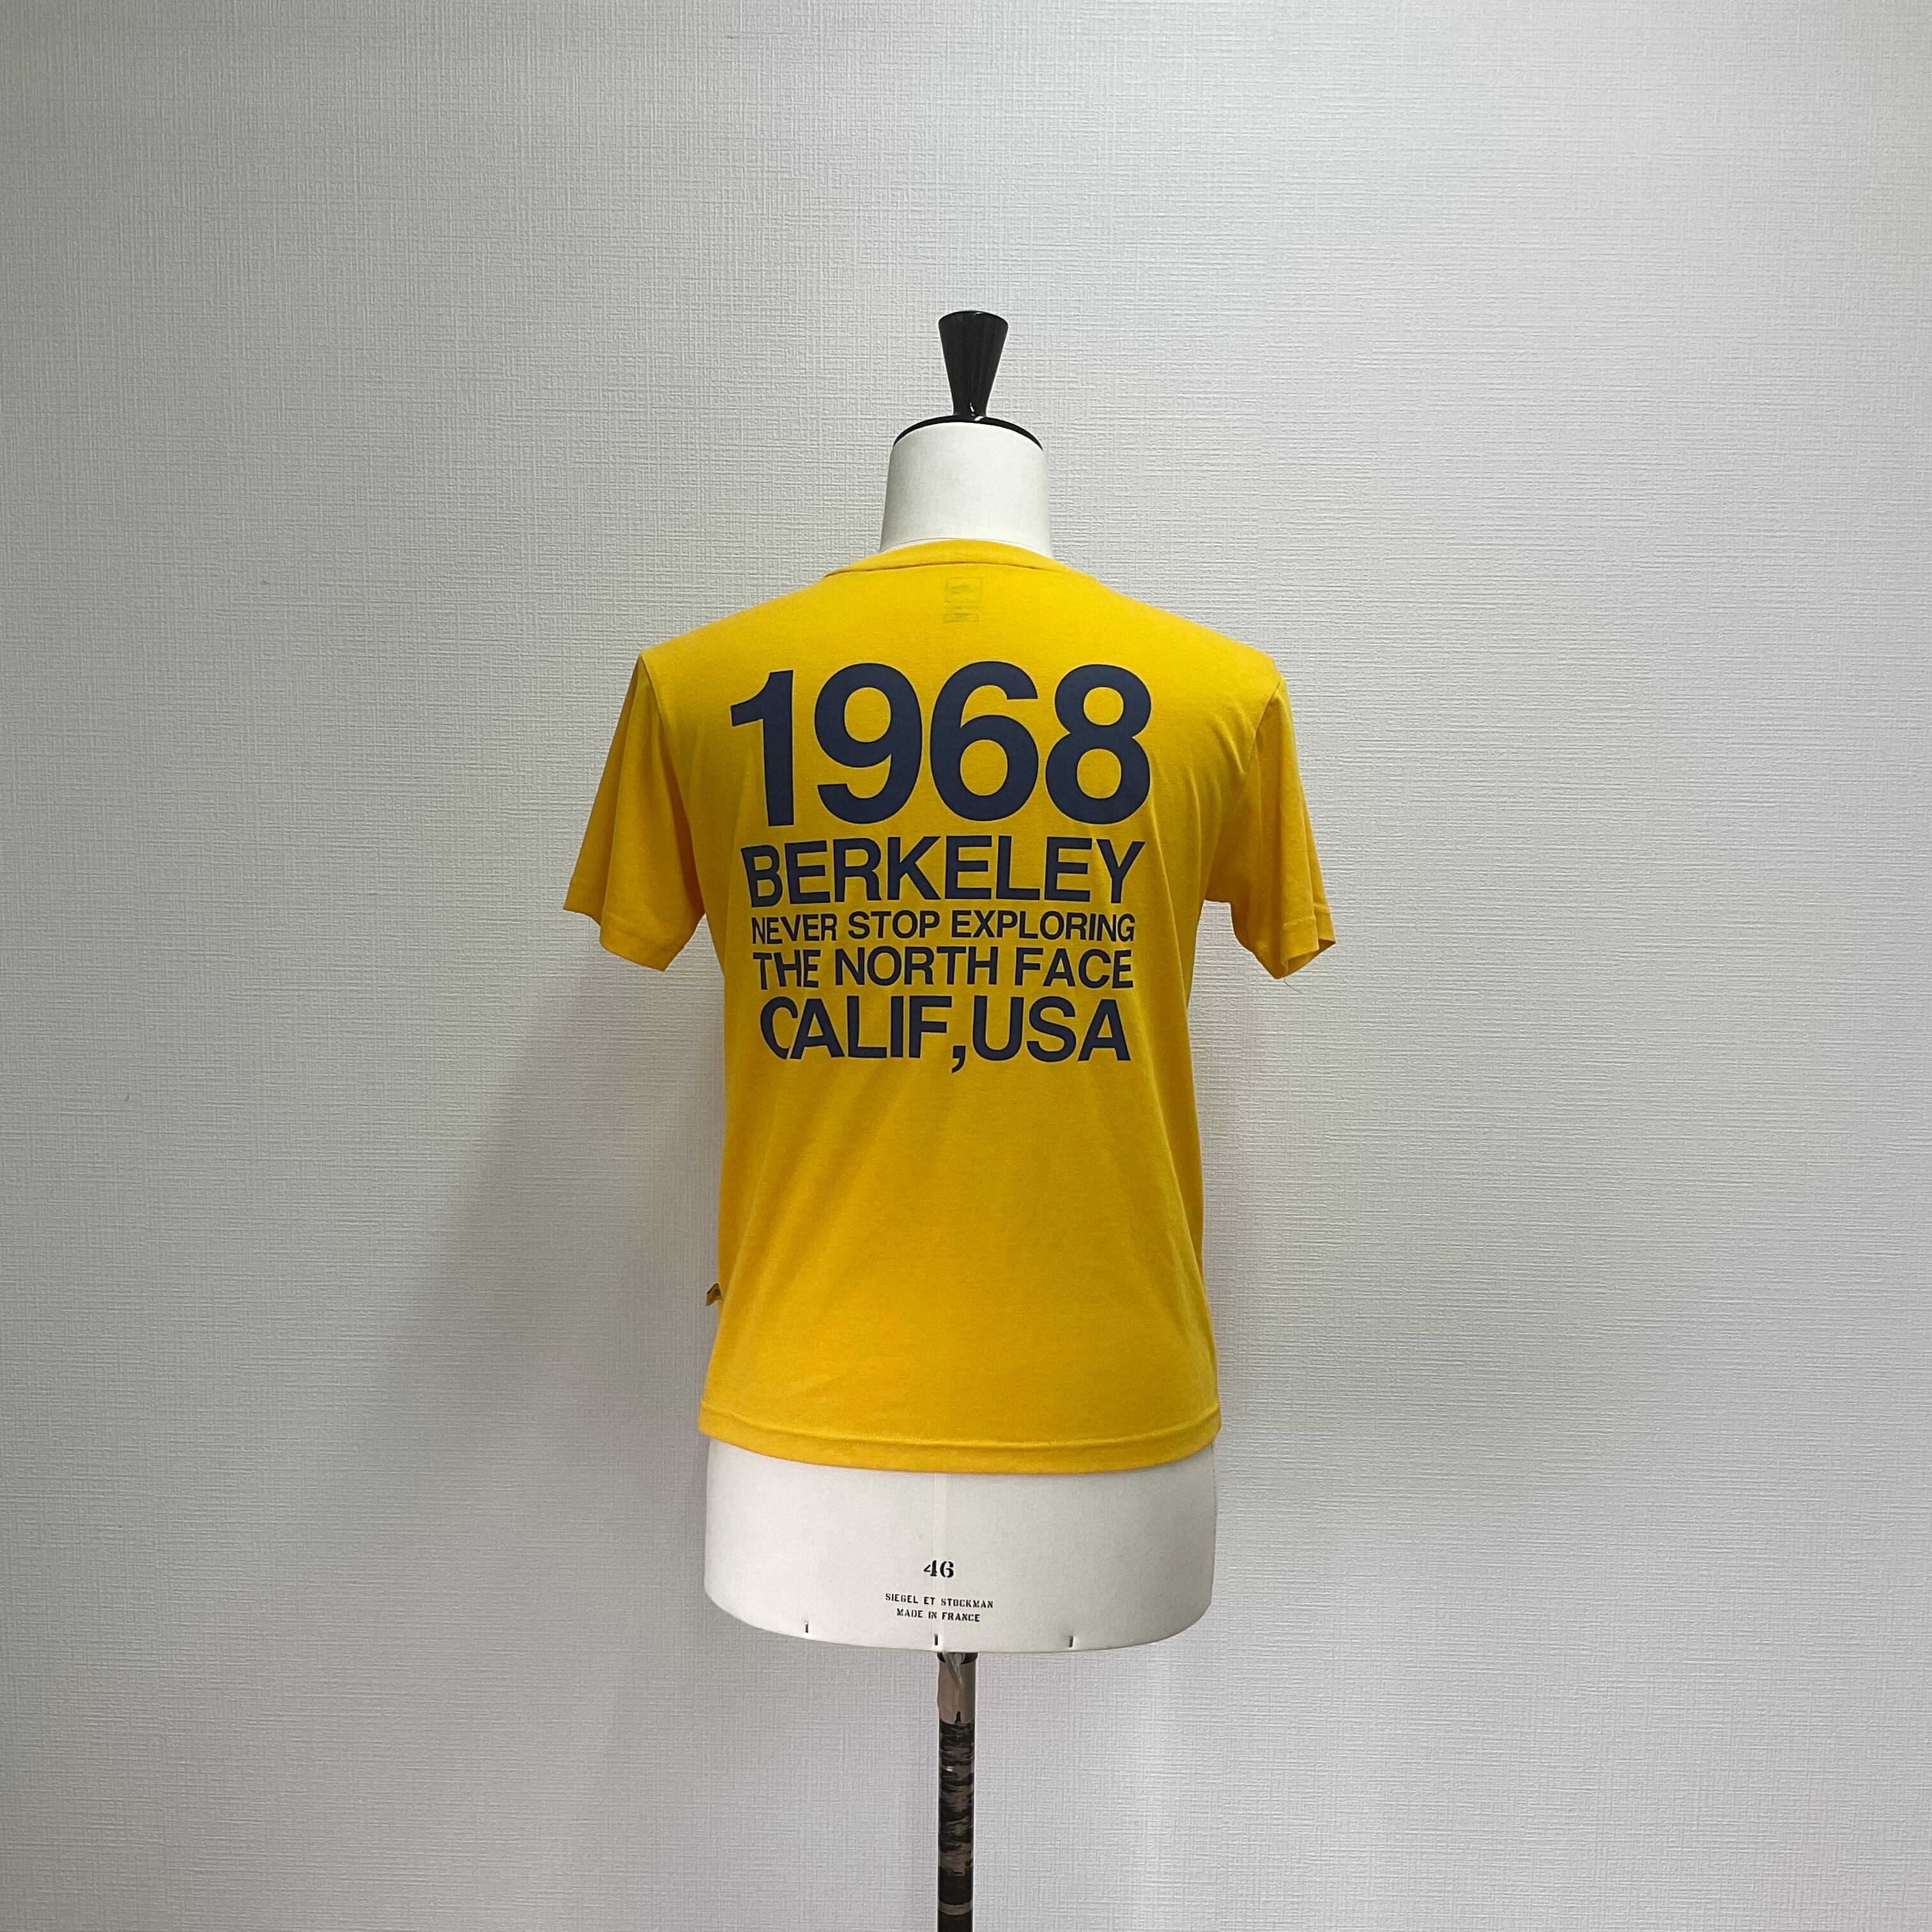 1968
BERKELEY
NEVER STOP EXPLORING
THE NORTH FACE
CALIF,USA
46
SIEGEL ET STOCKMAN
MADE IN FRANCE